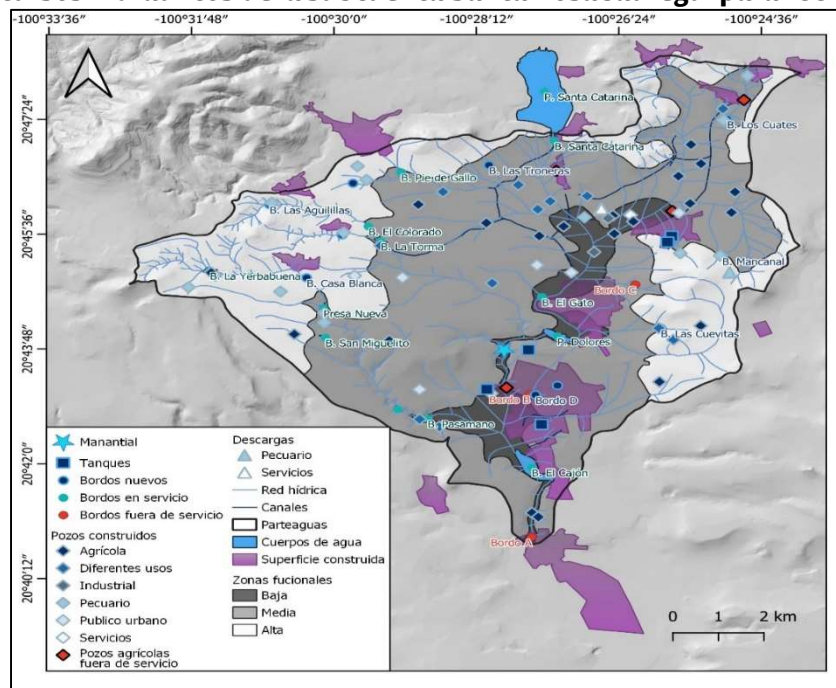 -100°33'36"
-100°31'48"
-100°30'0"
-100°28'12"
-100°26'24"
-100°24'36"
20°47'24"
20°45'36"
20°43'48"
20°42'0"
20°40'12"
P. Santa Catarina
B. Los Cuates
B. Santa Catarina
B. Pie de Gallo
B. Las Troneras
B. Las Aguilillas
B. El Colorado
B. La Torma
B. Mancanal
B. La Yerbabuena
B. Casa Blanca
Bordo C
B. El Gato
Presa Nueva
B. Las Cuevitas
B. San Miguelito
P. Dolores
Bordo B
Bordo D
B. Pasamano
B. El Cajón
Bordo A
Manantial
Tanques
Bordos nuevos
Bordos en servicio
Bordos fuera de servicio
Pozos construidos
Agrícola
Diferentes usos
Industrial
Pecuario
Publico urbano
Servicios
Pozos agrícolas
fuera de servicio
Descargas
Pecuario
Servicios
Red hídrica
Canales
Parteaguas
Cuerpos de agua
Superficie construida
Zonas fucionales
Baja
Media
Alta
0 1 2 km